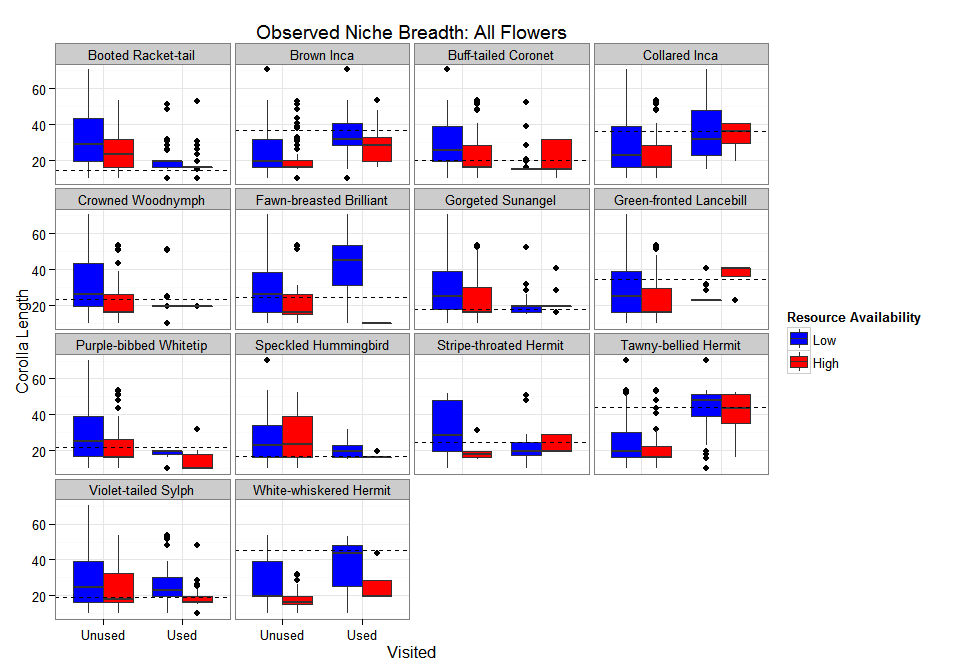 Observed Niche Breadth: All Flowers
Booted Racket-tail Brown Inca Buff-tailed Coronet Collared Inca
60
40
20
Crowned Woodnymph Fawn-breasted Brilliant Gorgeted Sunangel Green-fronted Lancebill
60
40
20
Corolla Length
Resource Availability
Low
High
Purple-bibbed Whitetip Speckled Hummingbird Stripe-throated Hermit Tawny-bellied Hermit
60
40
20
Violet-tailed Sylph White-whiskered Hermit
60
40
20
Unused Used Unused Used
Visited